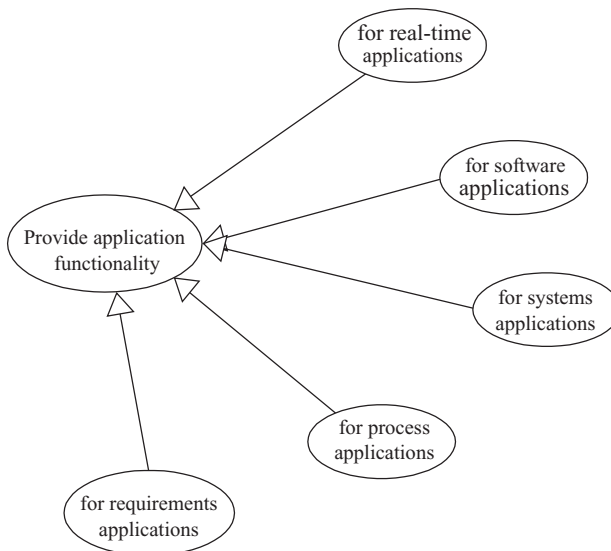 for real-time
applications
for software
applications
Provide application
functionality
for systems
applications
for process
applications
for requirements
applications